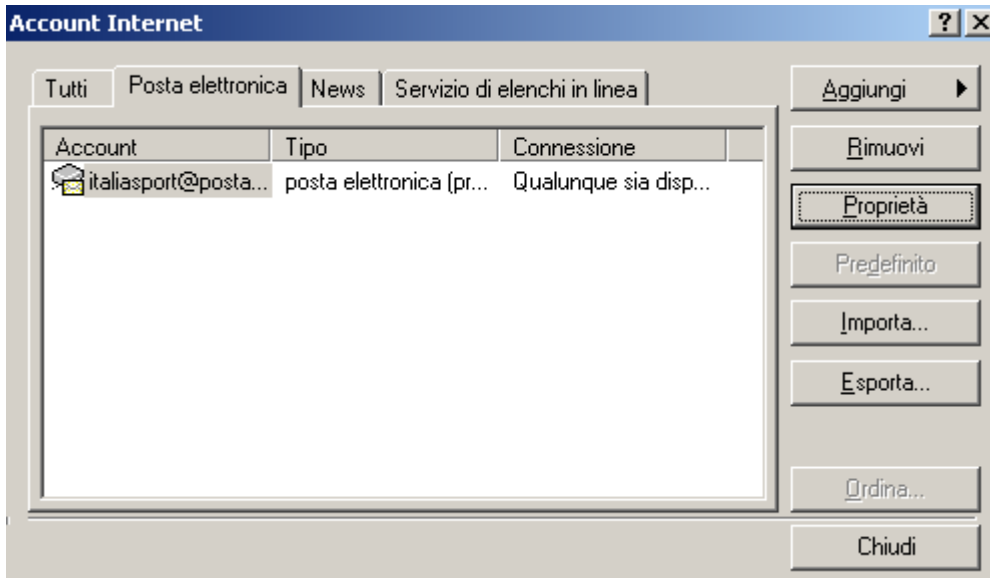 Account Internet
Tutti
Posta elettronica
News
Servizio di elenchi in linea
Account Tipo Connessione
italiasport@posta... posta elettronica (pr... Qualunque sia disp...
Aggiungi
Rimuovi
Proprietà
Predefinito
Importa...
Esporta...
Ordina...
Chiudi